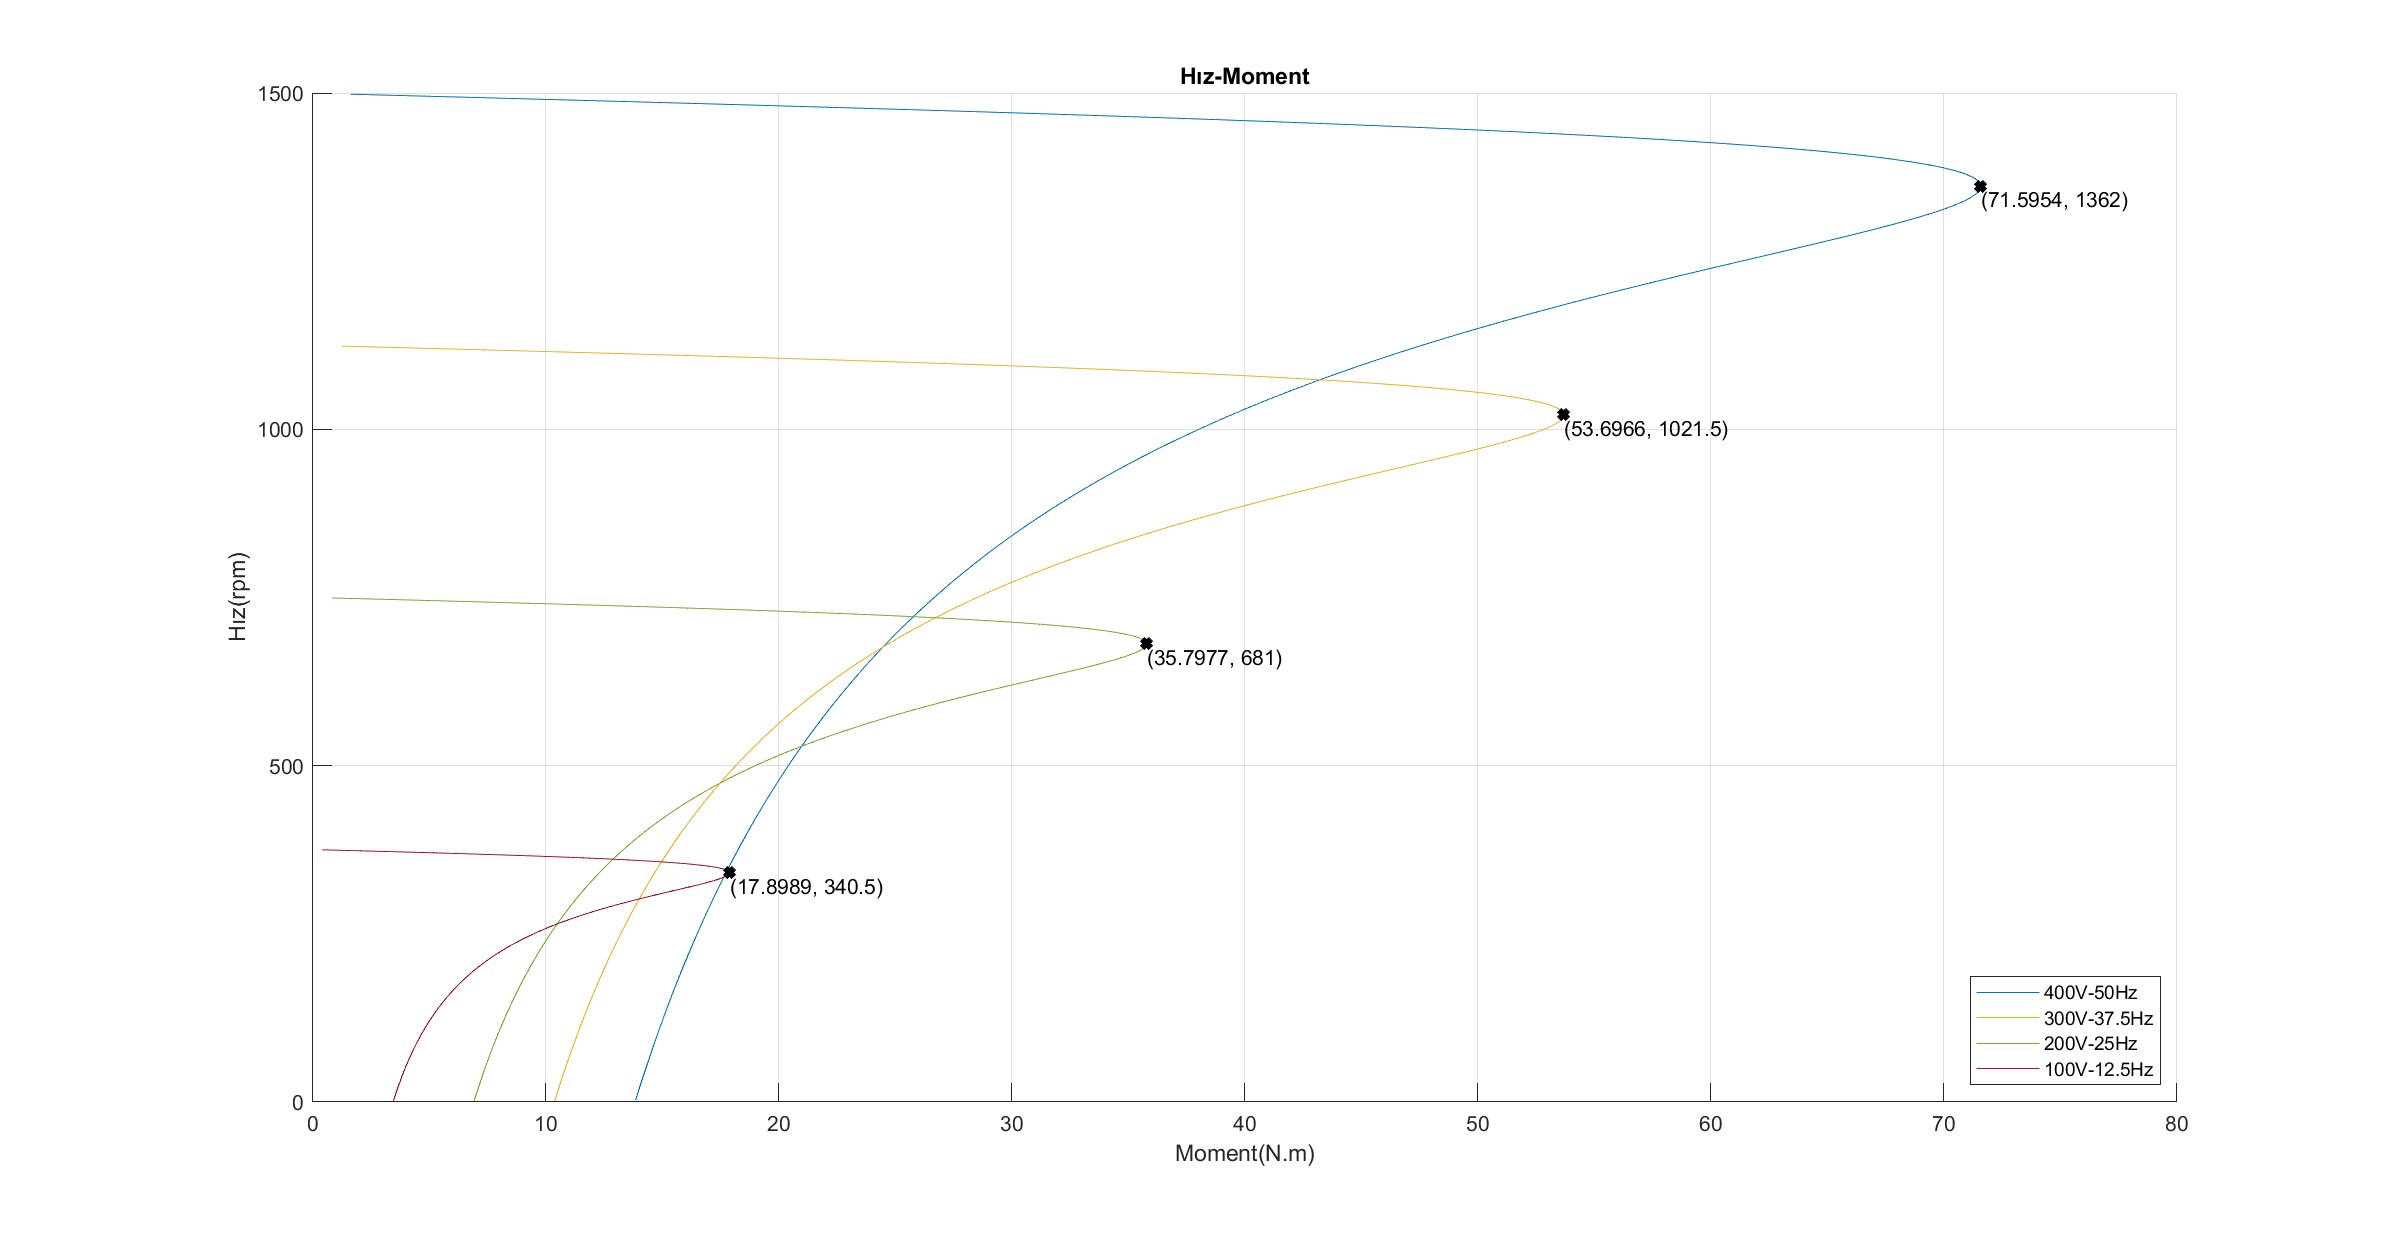 Hız-Moment
1500
1000
500
0
Hız(rpm)
(71.5954, 1362)
(53.6966, 1021.5)
(35.7977, 681)
(17.8989, 340.5)
400V-50Hz
300V-37.5Hz
200V-25Hz
100V-12.5Hz
0 10 20 30 40 50 60 70 80
Moment(N.m)